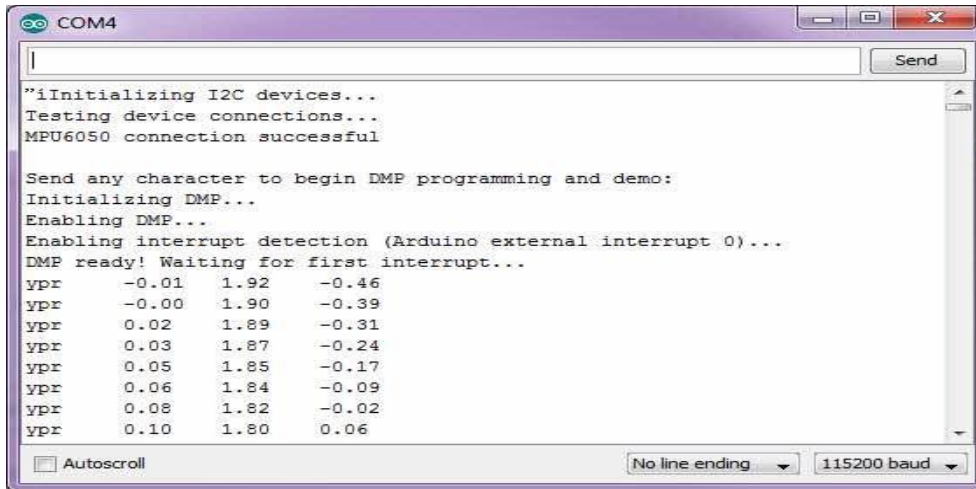 COM4
Send
"iInitializing I2C devices...
Testing device connections...
MPU6050 connection successful
Send any character to begin DMP programming and demo:
Initializing DMP...
Enabling DMP...
Enabling interrupt detection (Arduino external interrupt 0)...
DMP ready! Waiting for first interrupt...
ypr -0.01 1.92 -0.46
ypr -0.00 1.90 -0.39
ypr 0.02 1.89 -0.31
ypr 0.03 1.87 -0.24
ypr 0.05 1.85 -0.17
ypr 0.06 1.84 -0.09
ypr 0.08 1.82 -0.02
ypr 0.10 1.80 0.06
Autoscroll No line ending 115200 baud